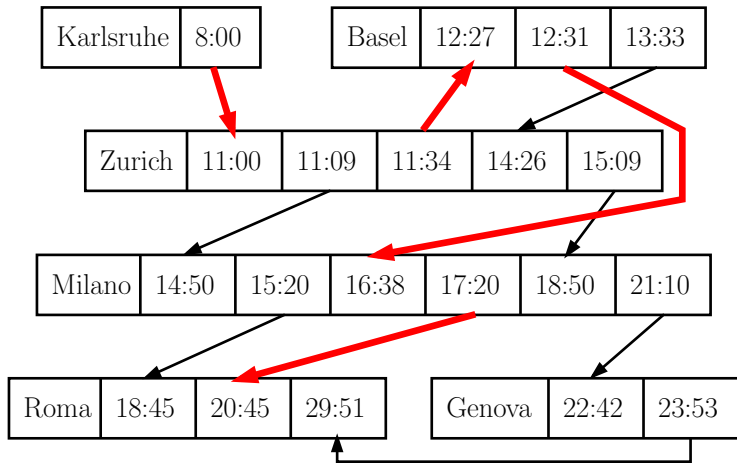 Karlsruhe 8:00 Basel 12:27 12:31 13:33
Zurich 11:00 11:09 11:34 14:26 15:09
Milano 14:50 15:20 16:38 17:20 18:50 21:10
Roma 18:45 20:45 29:51 Genova 22:42 23:53